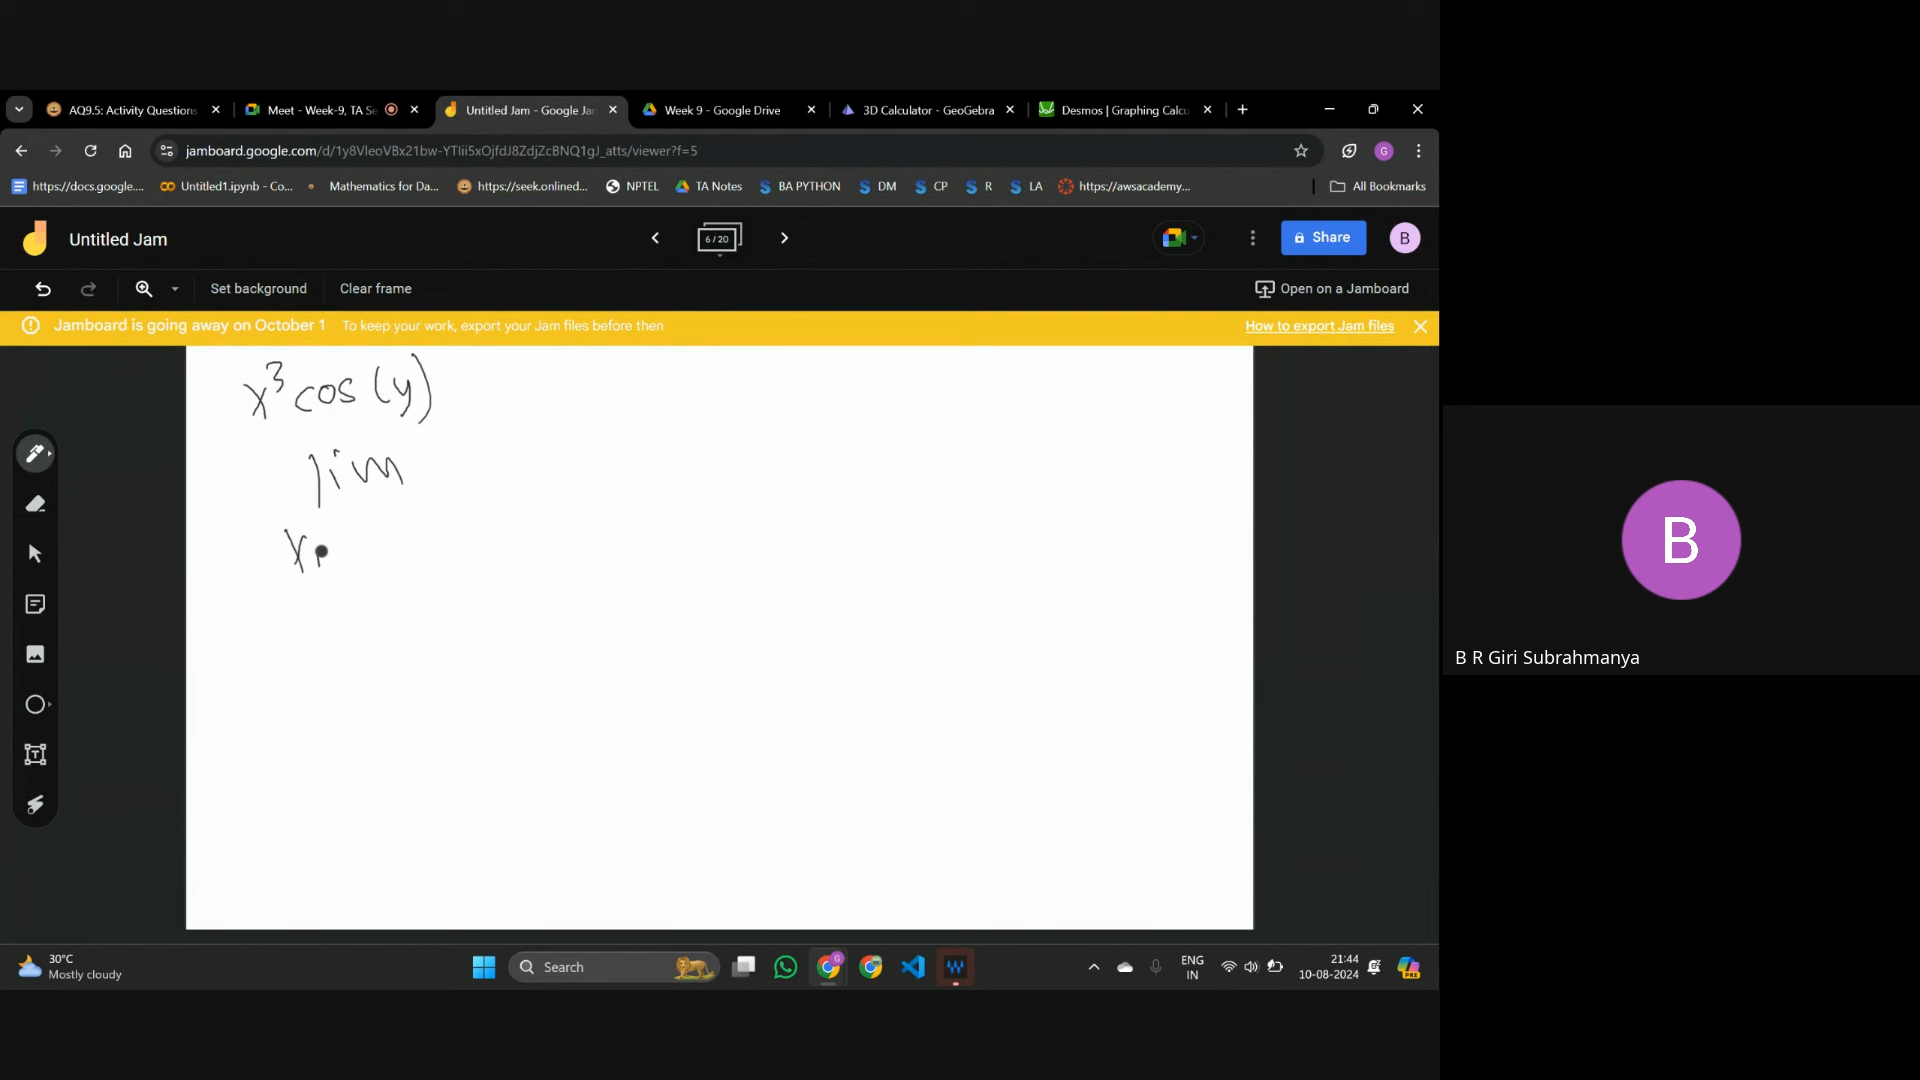 AQ9.5: Activity Questions
Meet - Week-9, TA Se
Untitled Jam - Google Ja
Week 9 - Google Drive
3D Calculator - GeoGebra
Desmos | Graphing Calcu
jamboard.google.com/d/1y8VleoVBx21bw-YTIii5xOjfdJ8ZdjZcBNQ1gJ_atts/viewer?f=5
https://docs.google....
Untitled1.ipynb - Co...
Mathematics for Da...
https://seek.onlined...
NPTEL
TA Notes
BA PYTHON
DM
CP
R
LA
https://awsacademy...
All Bookmarks
Untitled Jam
6 / 20
Share
B
Set background
Clear frame
Open on a Jamboard
Jamboard is going away on October 1 To keep your work, export your Jam files before then
How to export Jam files
x³ cos (y)
lim
x
B
B R Giri Subrahmanya
30°C
Mostly cloudy
Search
ENG
IN
21:44
10-08-2024